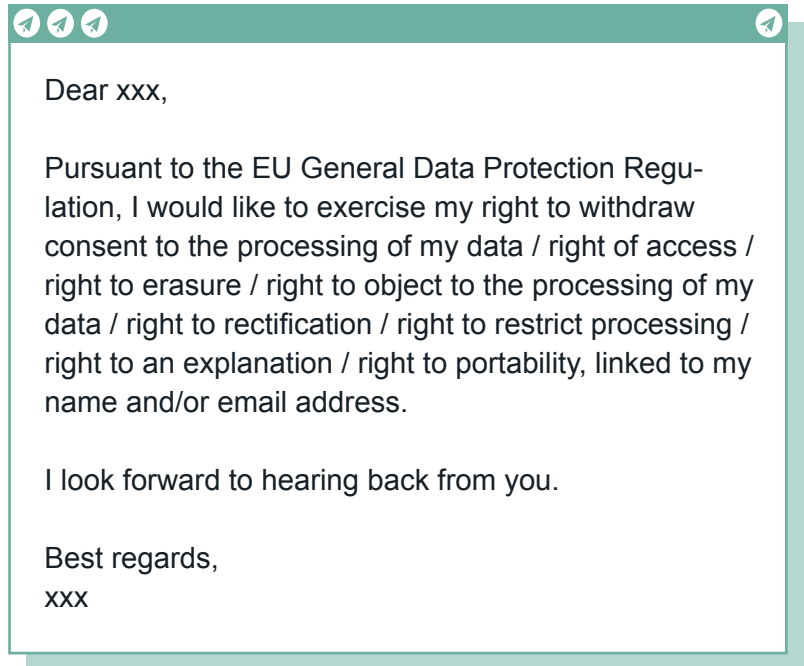 Dear xxx,
Pursuant to the EU General Data Protection Regu-
lation, I would like to exercise my right to withdraw
consent to the processing of my data / right of access /
right to erasure / right to object to the processing of my
data / right to rectification / right to restrict processing /
right to an explanation / right to portability, linked to my
name and/or email address.
I look forward to hearing back from you.
Best regards,
xxx